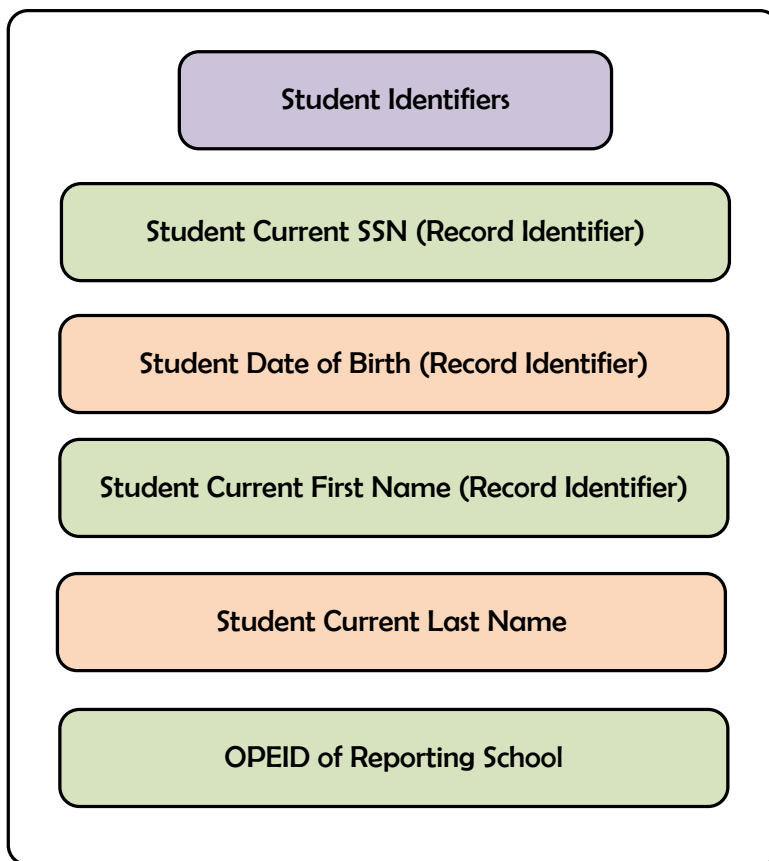 Student Identifiers
Student Current SSN (Record Identifier)
Student Date of Birth (Record Identifier)
Student Current First Name (Record Identifier)
Student Current Last Name
OPEID of Reporting School